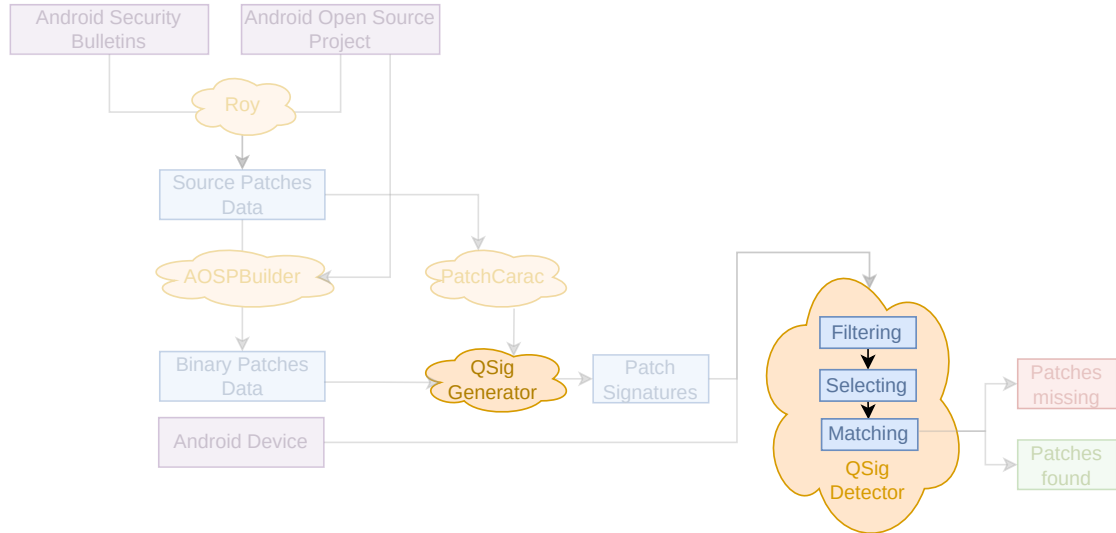 Android Security
Bulletins
Android Open Source
Project
Roy
Source Patches
Data
AOSPBuilder
PatchCarac
Binary Patches
Data
QSig
Generator
Patch
Signatures
Android Device
Filtering
Selecting
Matching
QSig
Detector
Patches
missing
Patches
found